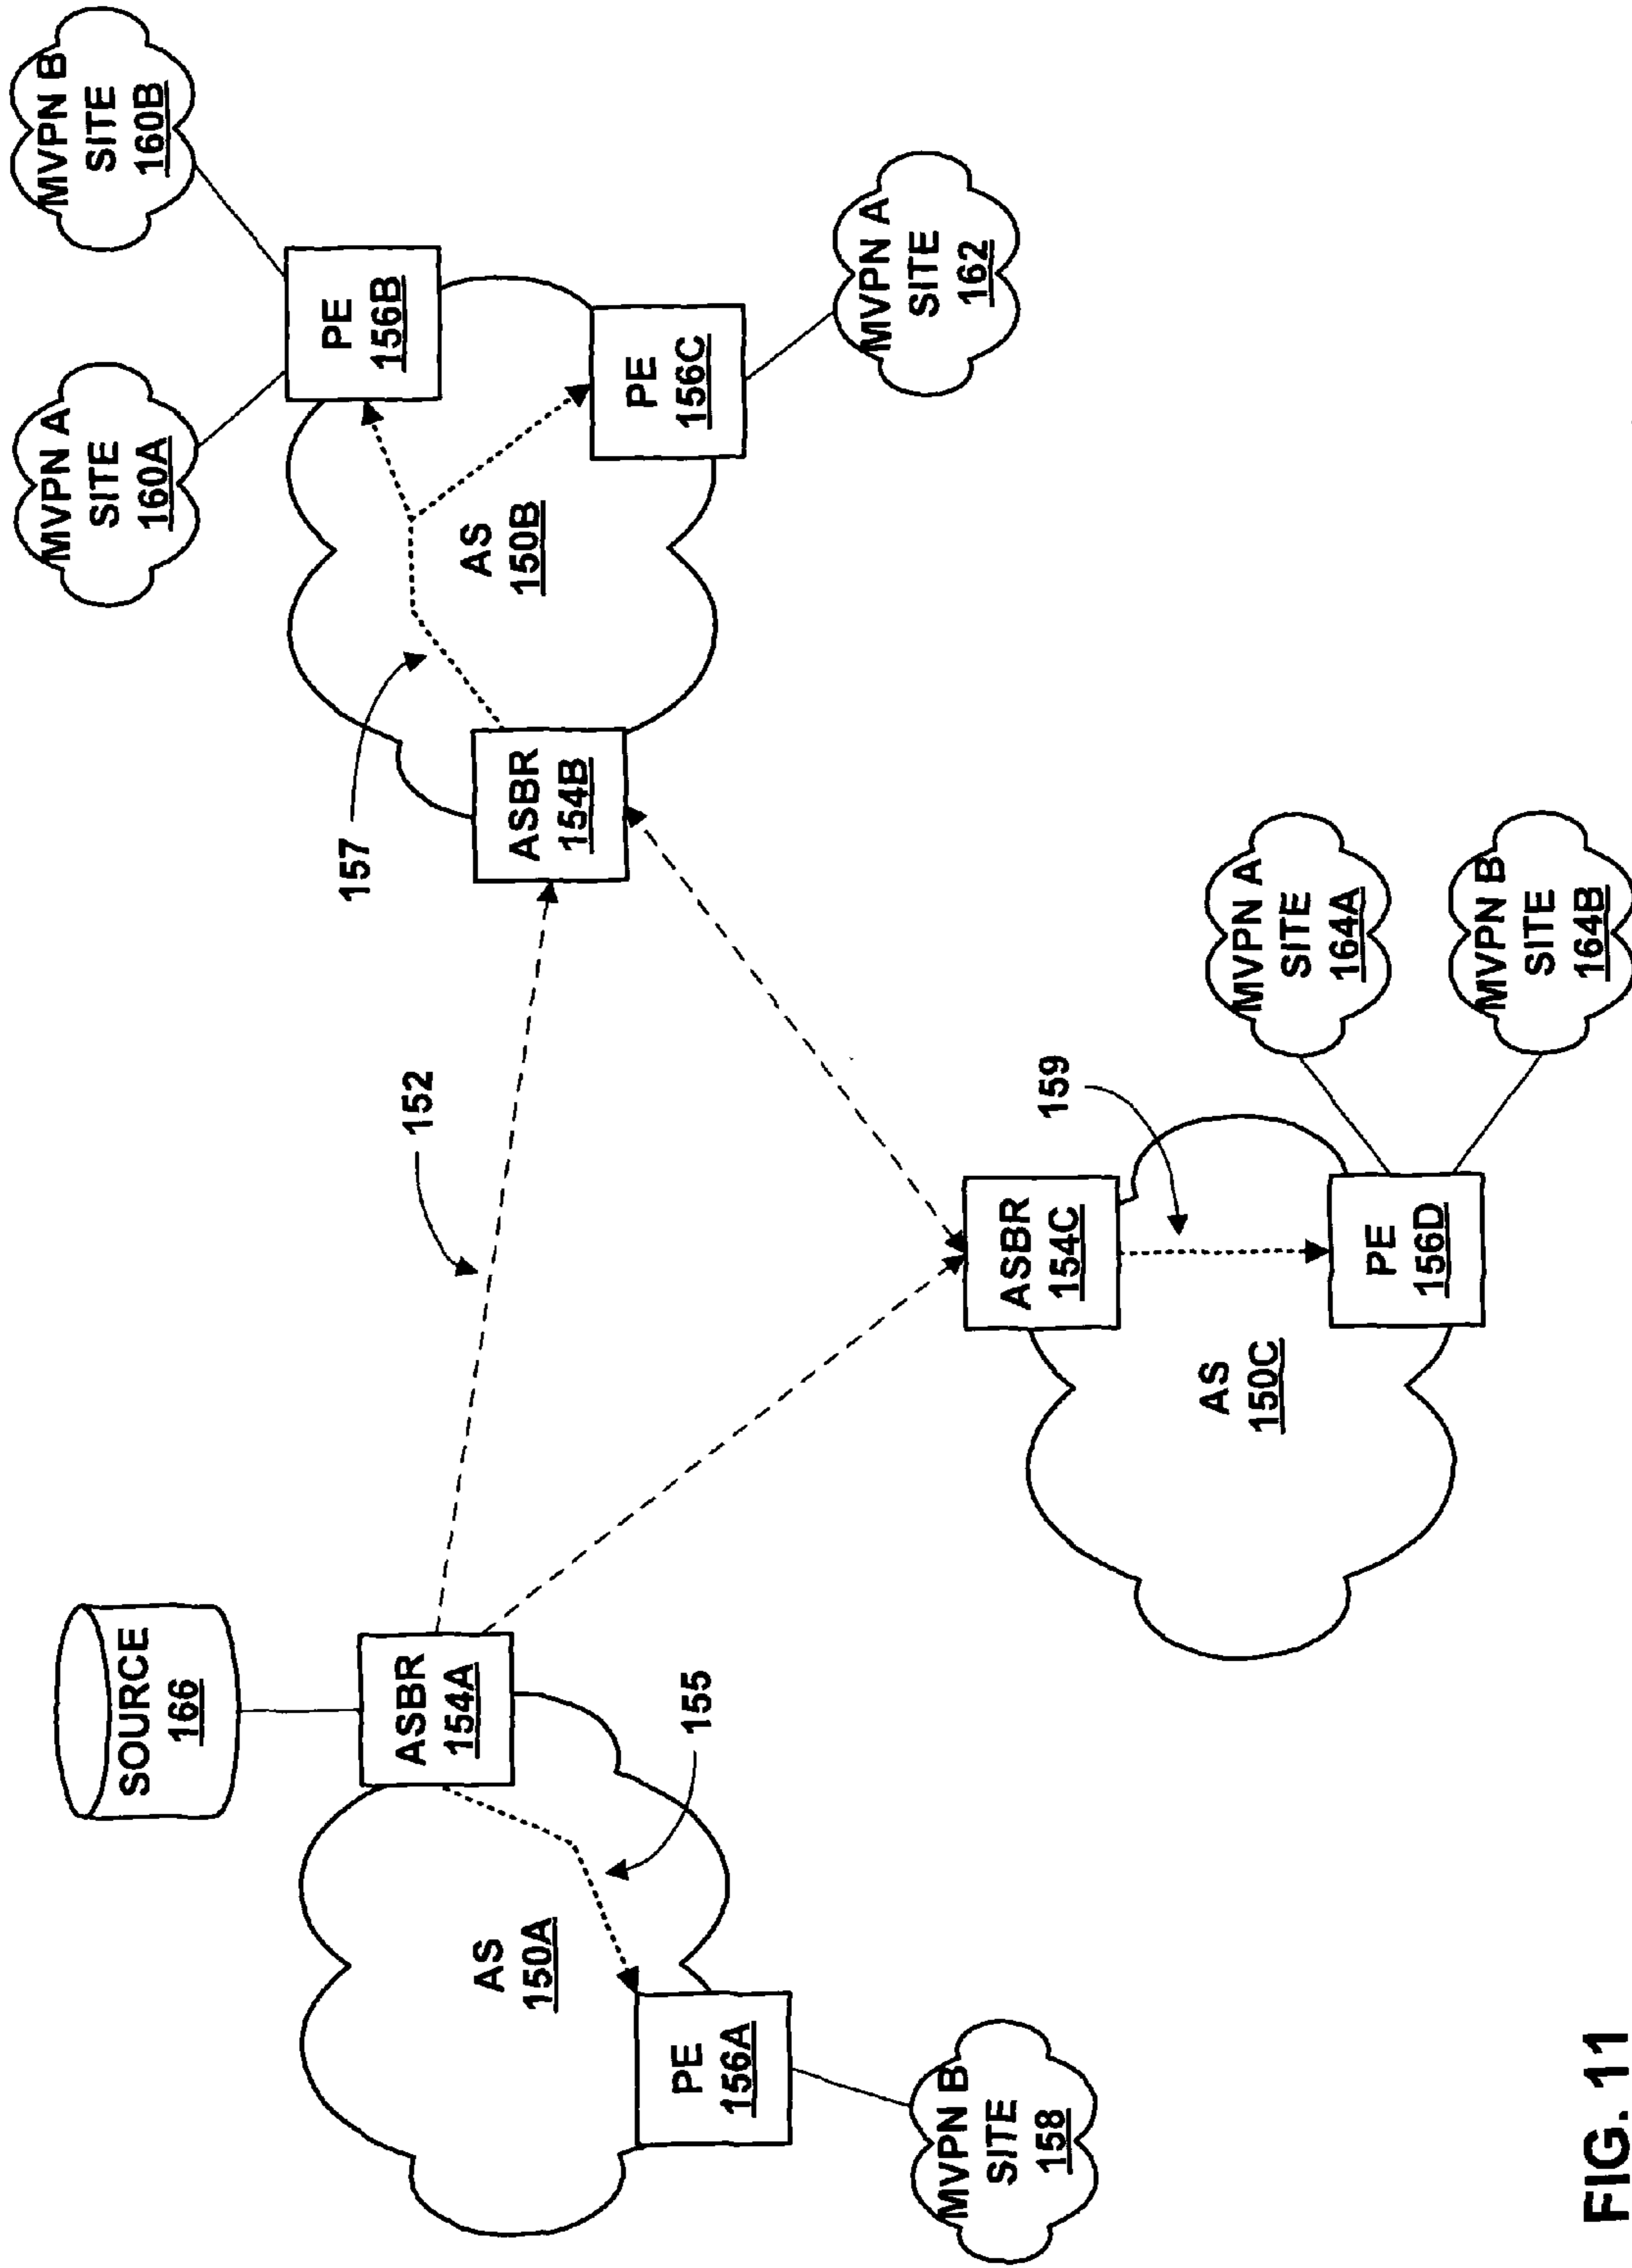 SOURCE
166
ASBR
154A
AS
150A
155
PE
156A
MVPN B
SITE
158
152
157
ASBR
154B
AS
150B
PE
156B
PE
156C
MVPN A
SITE
160A
MVPN B
SITE
160B
MVPN A
SITE
162
ASBR
154C
159
AS
150C
PE
156D
MVPN A
SITE
164A
MVPN B
SITE
164B
FIG. 11